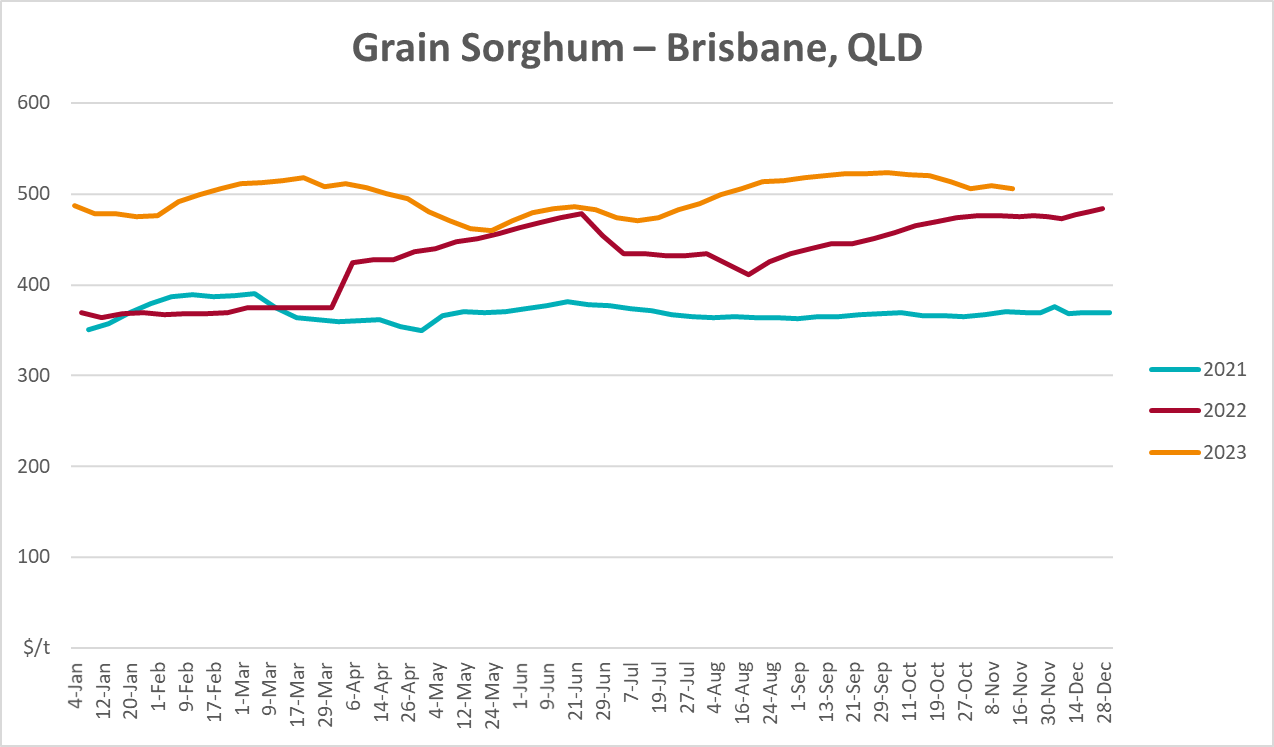 Grain Sorghum – Brisbane, QLD
600
500
400
300
200
100
$/t
4-Jan
12-Jan
20-Jan
1-Feb
9-Feb
17-Feb
1-Mar
9-Mar
17-Mar
29-Mar
6-Apr
14-Apr
26-Apr
4-May
12-May
24-May
1-Jun
9-Jun
21-Jun
29-Jun
7-Jul
19-Jul
27-Jul
4-Aug
16-Aug
24-Aug
1-Sep
13-Sep
21-Sep
29-Sep
11-Oct
19-Oct
27-Oct
8-Nov
16-Nov
30-Nov
14-Dec
28-Dec
2021
2022
2023